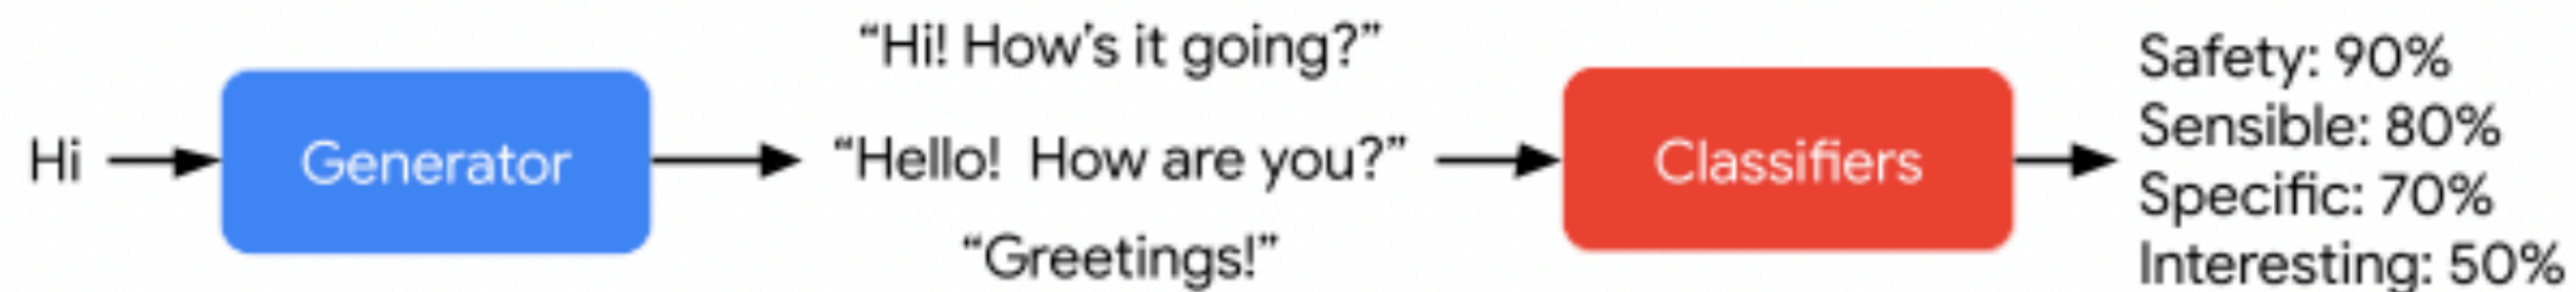 Hi
Generator
“Hi! How’s it going?”
“Hello!  How are you?”
“Greetings!”
Classifiers
Safety: 90%
Sensible: 80%
Specific: 70%
Interesting: 50%